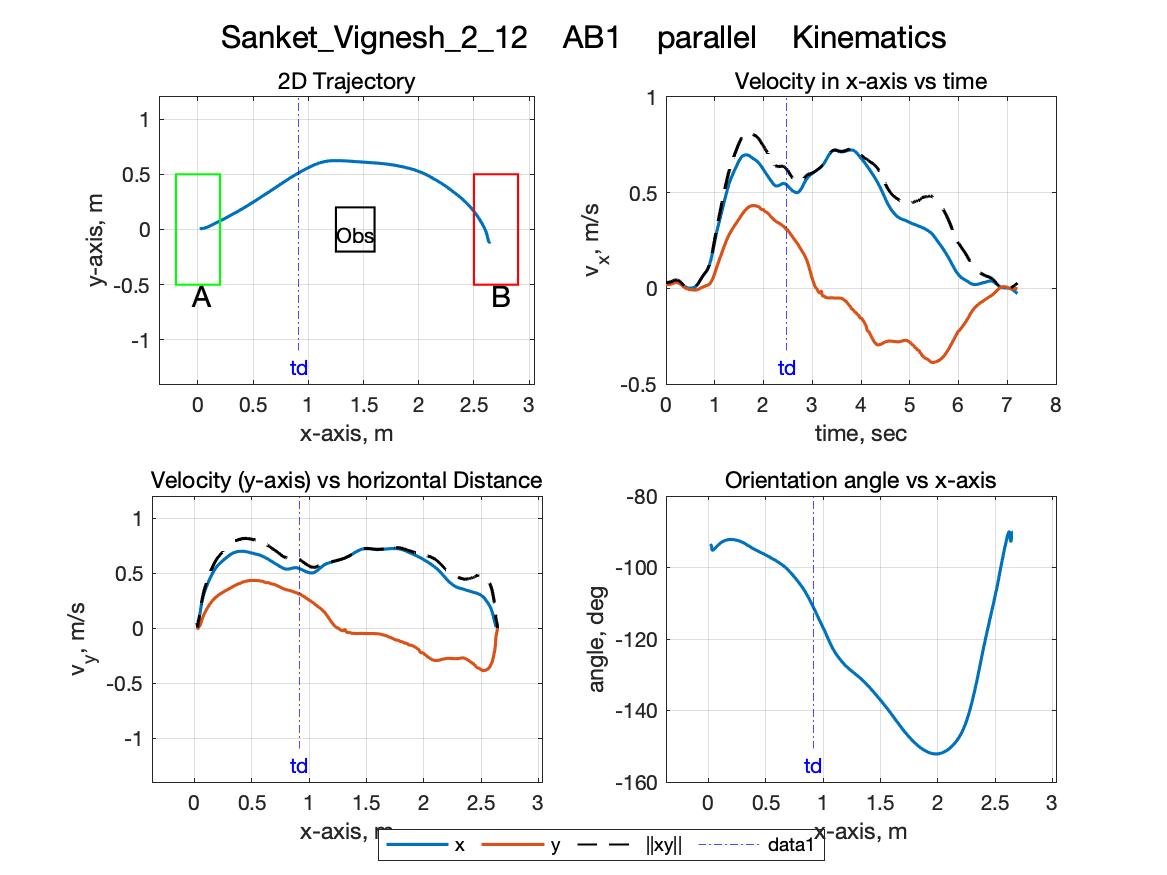 Sanket_Vignesh_2_12 AB1 parallel Kinematics
2D Trajectory
1
0.5
0
-0.5
-1
y-axis, m
A
Obs
B
td
0 0.5 1 1.5 2 2.5 3
x-axis, m
Velocity in x-axis vs time
1
0.5
0
-0.5
v_x, m/s
td
0 1 2 3 4 5 6 7 8
time, sec
Velocity (y-axis) vs horizontal Distance
1
0.5
0
-0.5
-1
v_y, m/s
td
0 0.5 1 1.5 2 2.5 3
x-axis,
Orientation angle vs x-axis
-80
-100
-120
-140
-160
angle, deg
td
0 0.5 1 1.5 2 2.5 3
x-axis, m
x y ||xy|| data1